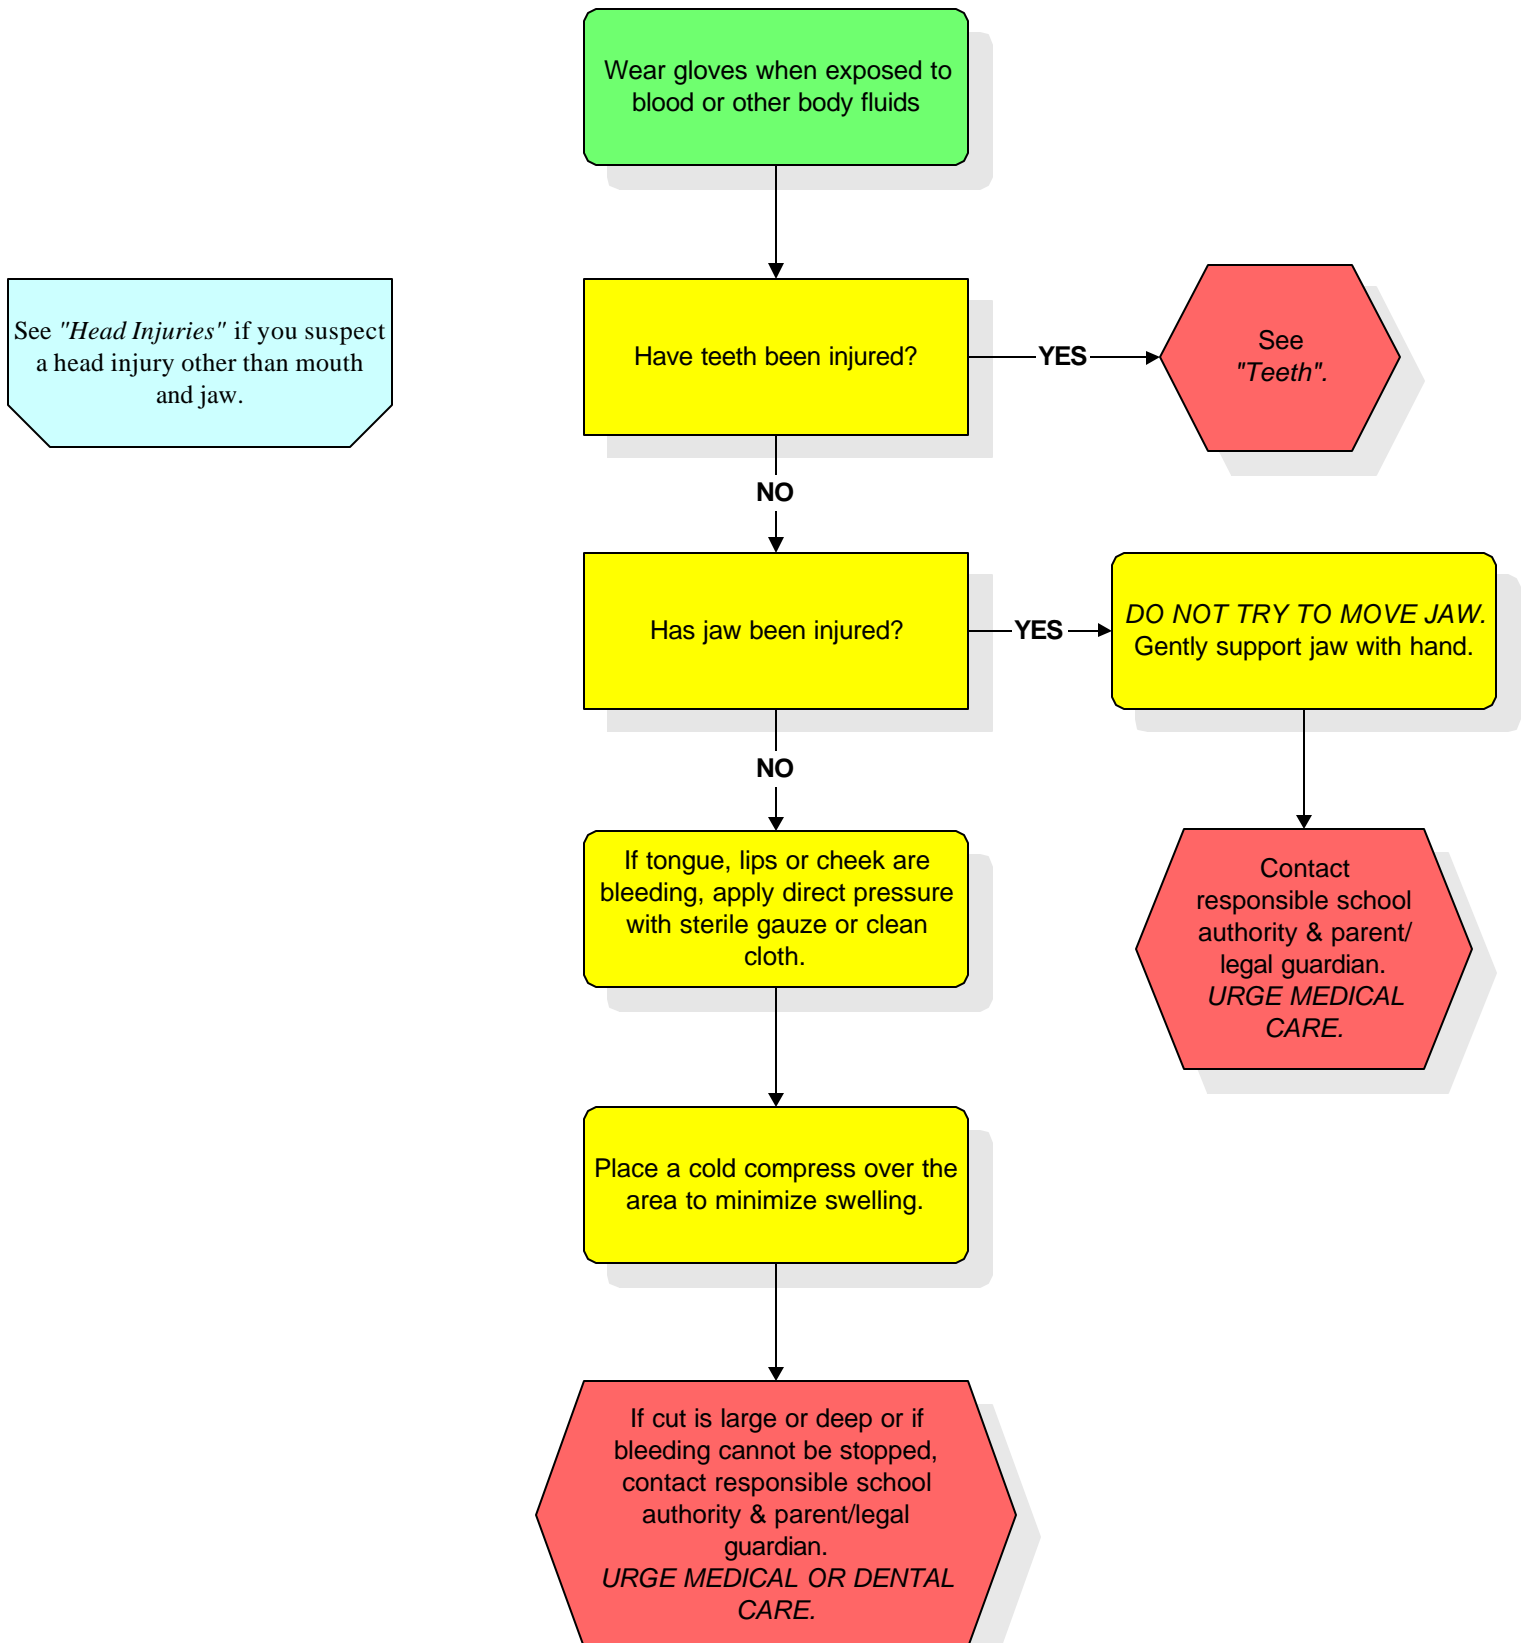 Wear gloves when exposed to
blood or other body fluids
See "Head Injuries" if you suspect
a head injury other than mouth
and jaw.
Have teeth been injured?
YES
See
"Teeth".
NO
Has jaw been injured?
YES
DO NOT TRY TO MOVE JAW.
Gently support jaw with hand.
NO
If tongue, lips or cheek are
bleeding, apply direct pressure
with sterile gauze or clean
cloth.
Contact
responsible school
authority & parent/
legal guardian.
URGE MEDICAL
CARE.
Place a cold compress over the
area to minimize swelling.
If cut is large or deep or if
bleeding cannot be stopped,
contact responsible school
authority & parent/legal
guardian.
URGE MEDICAL OR DENTAL
CARE.